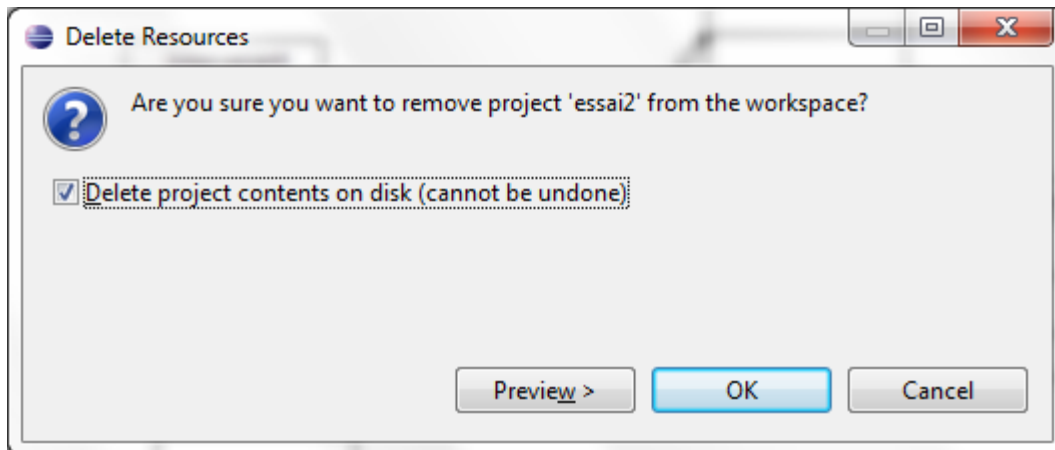 Delete Resources
Are you sure you want to remove project 'essai2' from the workspace?
Delete project contents on disk (cannot be undone)
Preview >
OK
Cancel